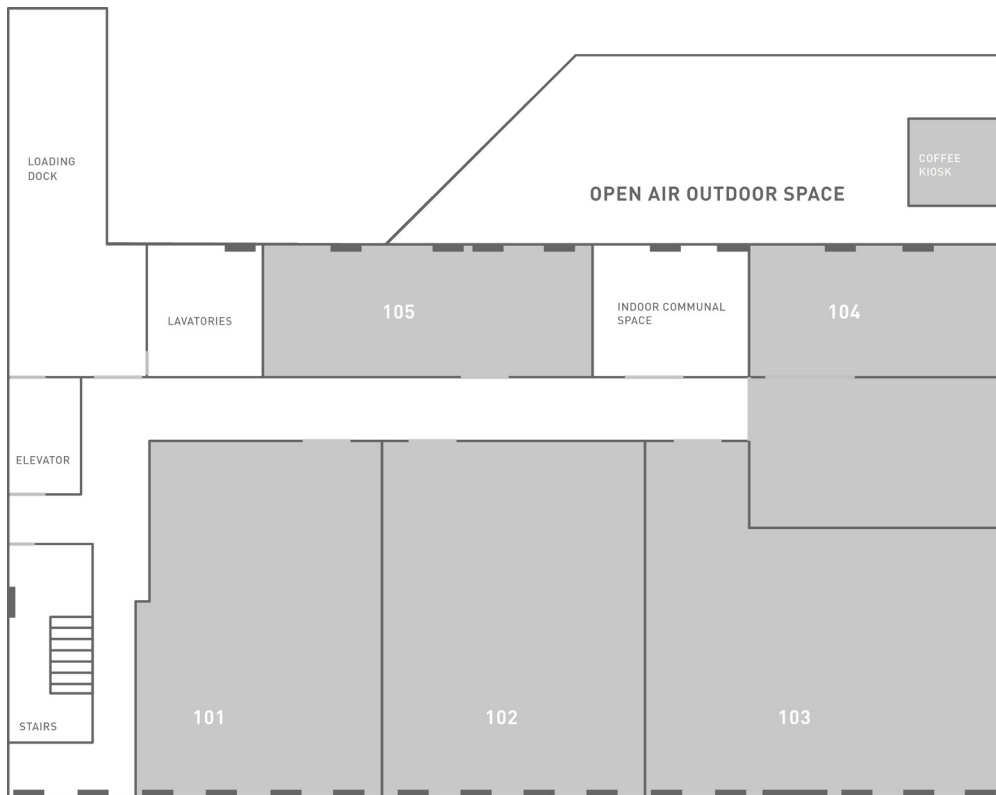 LOADING
DOCK
COFFEE
KIOSK
OPEN AIR OUTDOOR SPACE
LAVATORIES
105
INDOOR COMMUNAL
SPACE
104
ELEVATOR
STAIRS
101
102
103